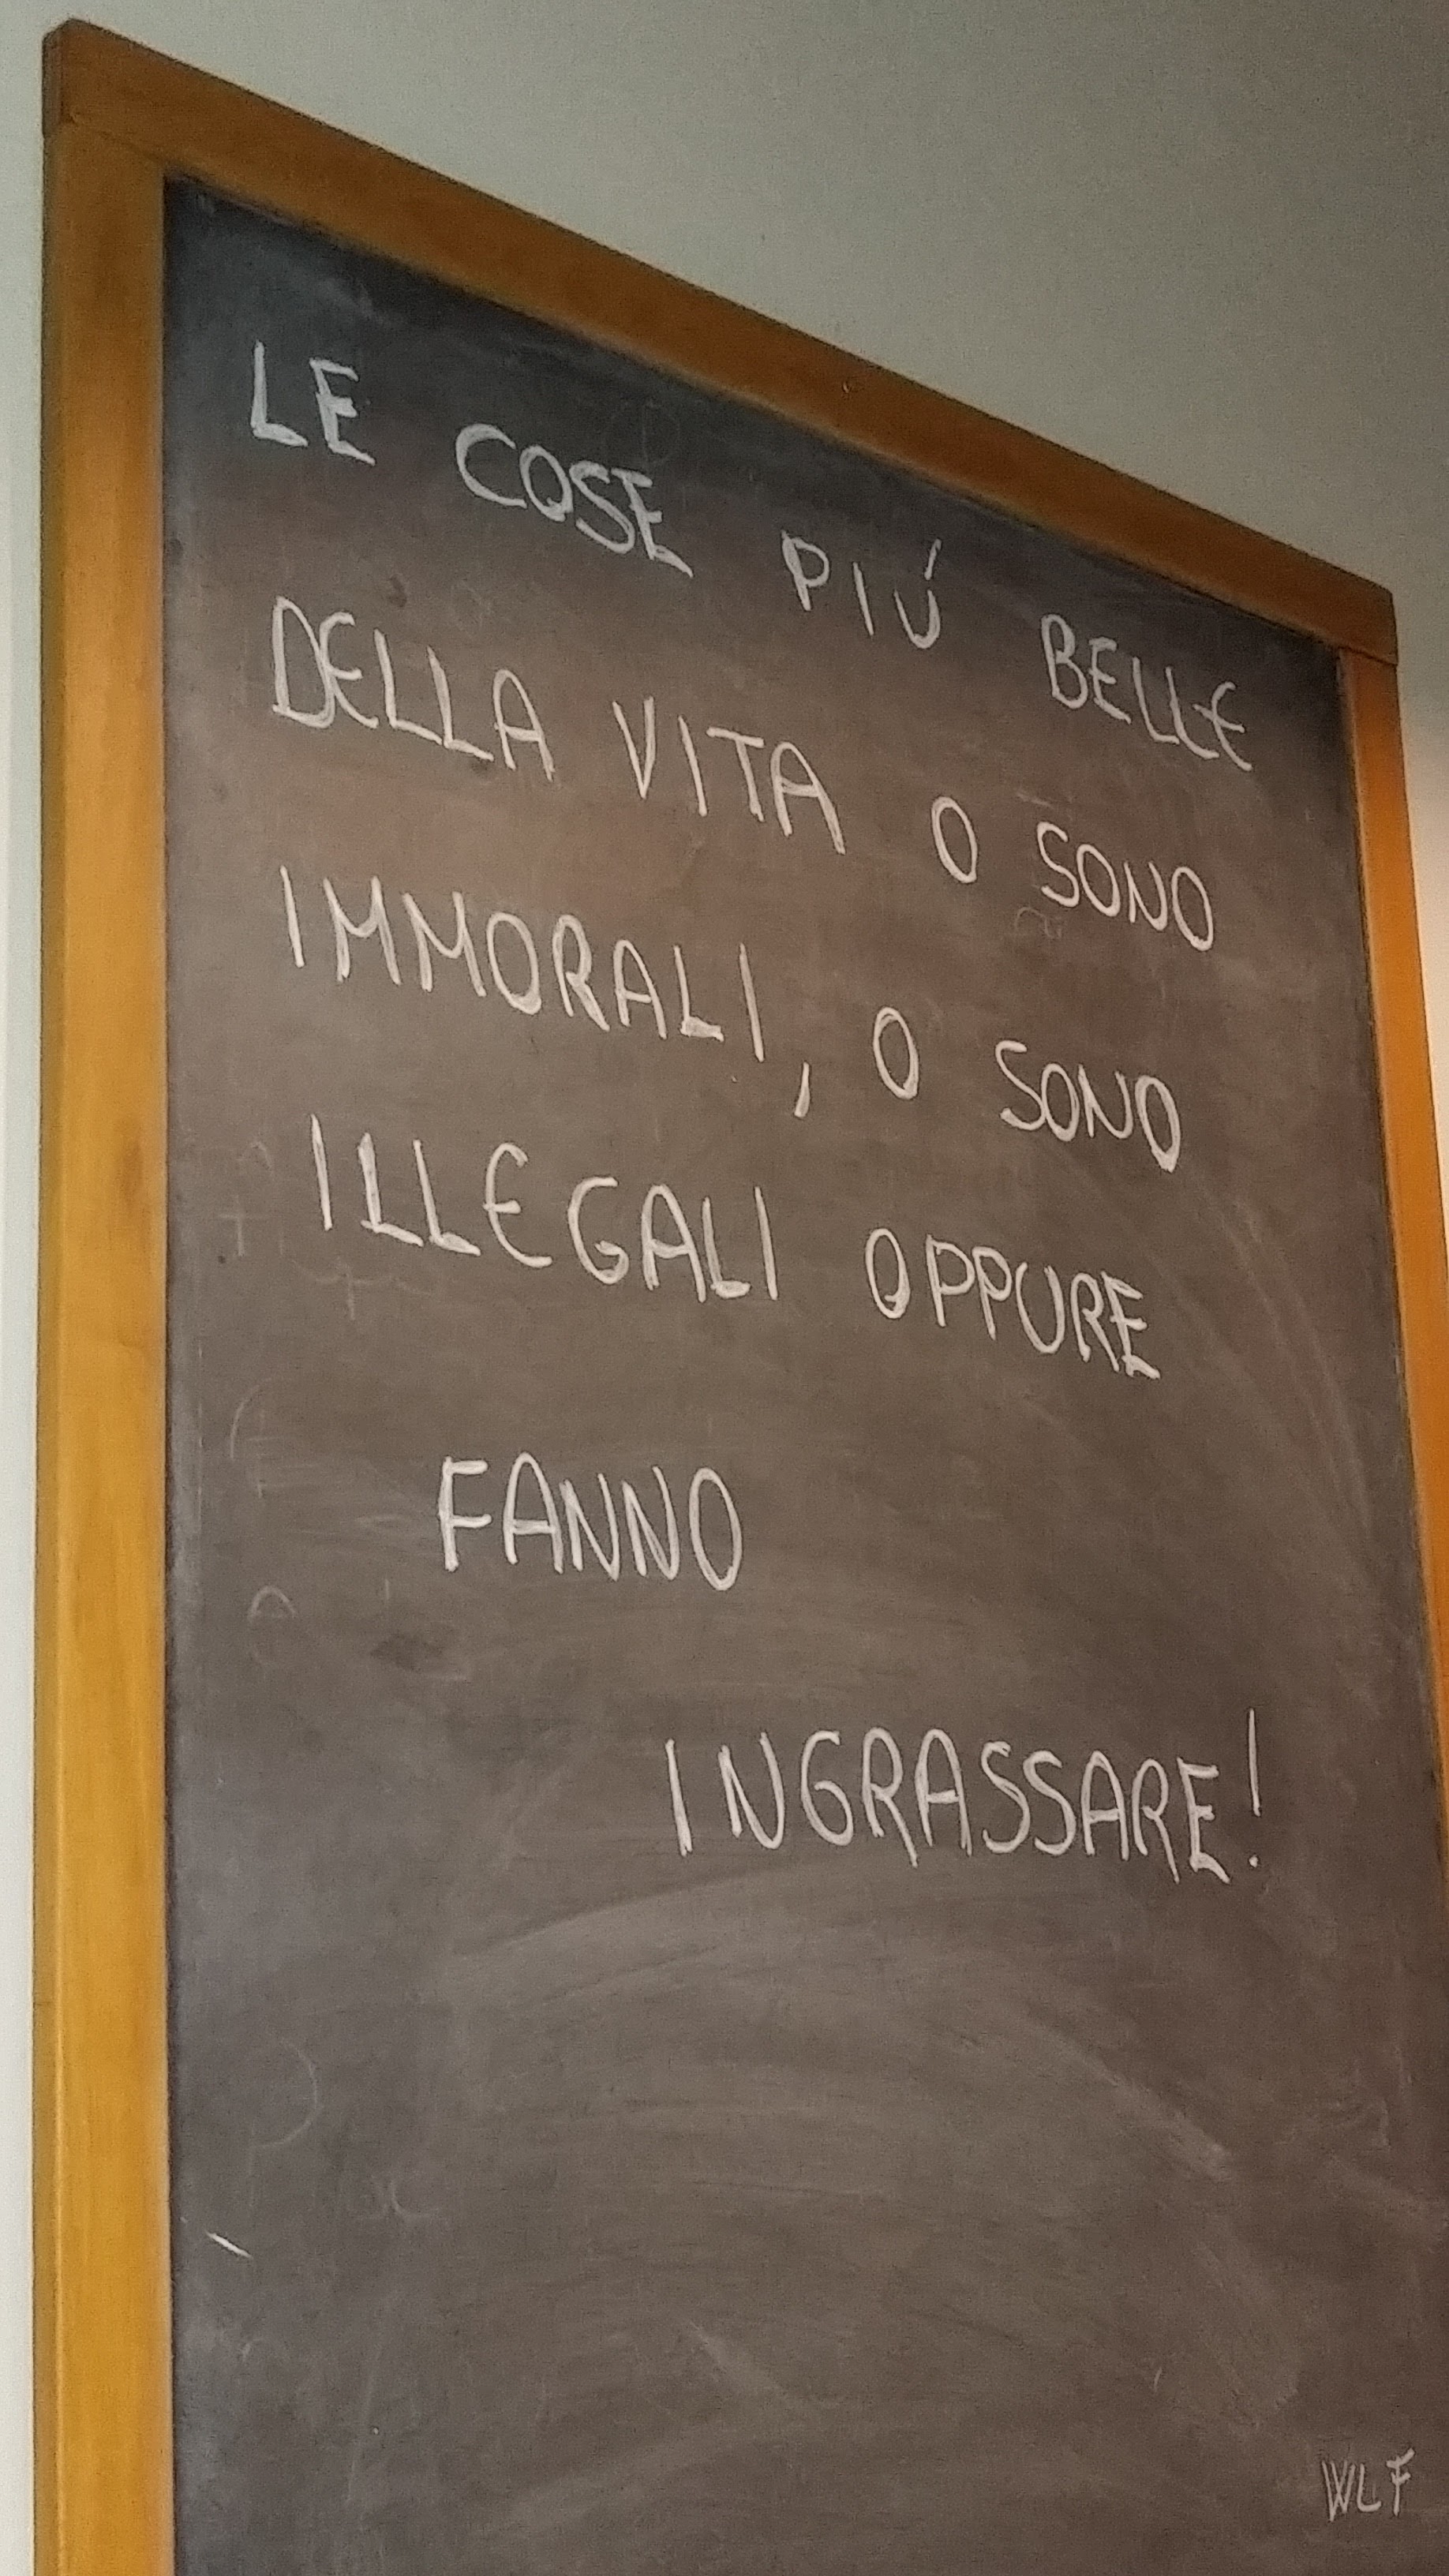 LE COSE PIÚ BELLE
DELLA VITA O SONO
IMMORALI, O SONO
ILLEGALI OPPURE
FANNO
INGRASSARE!
WLF